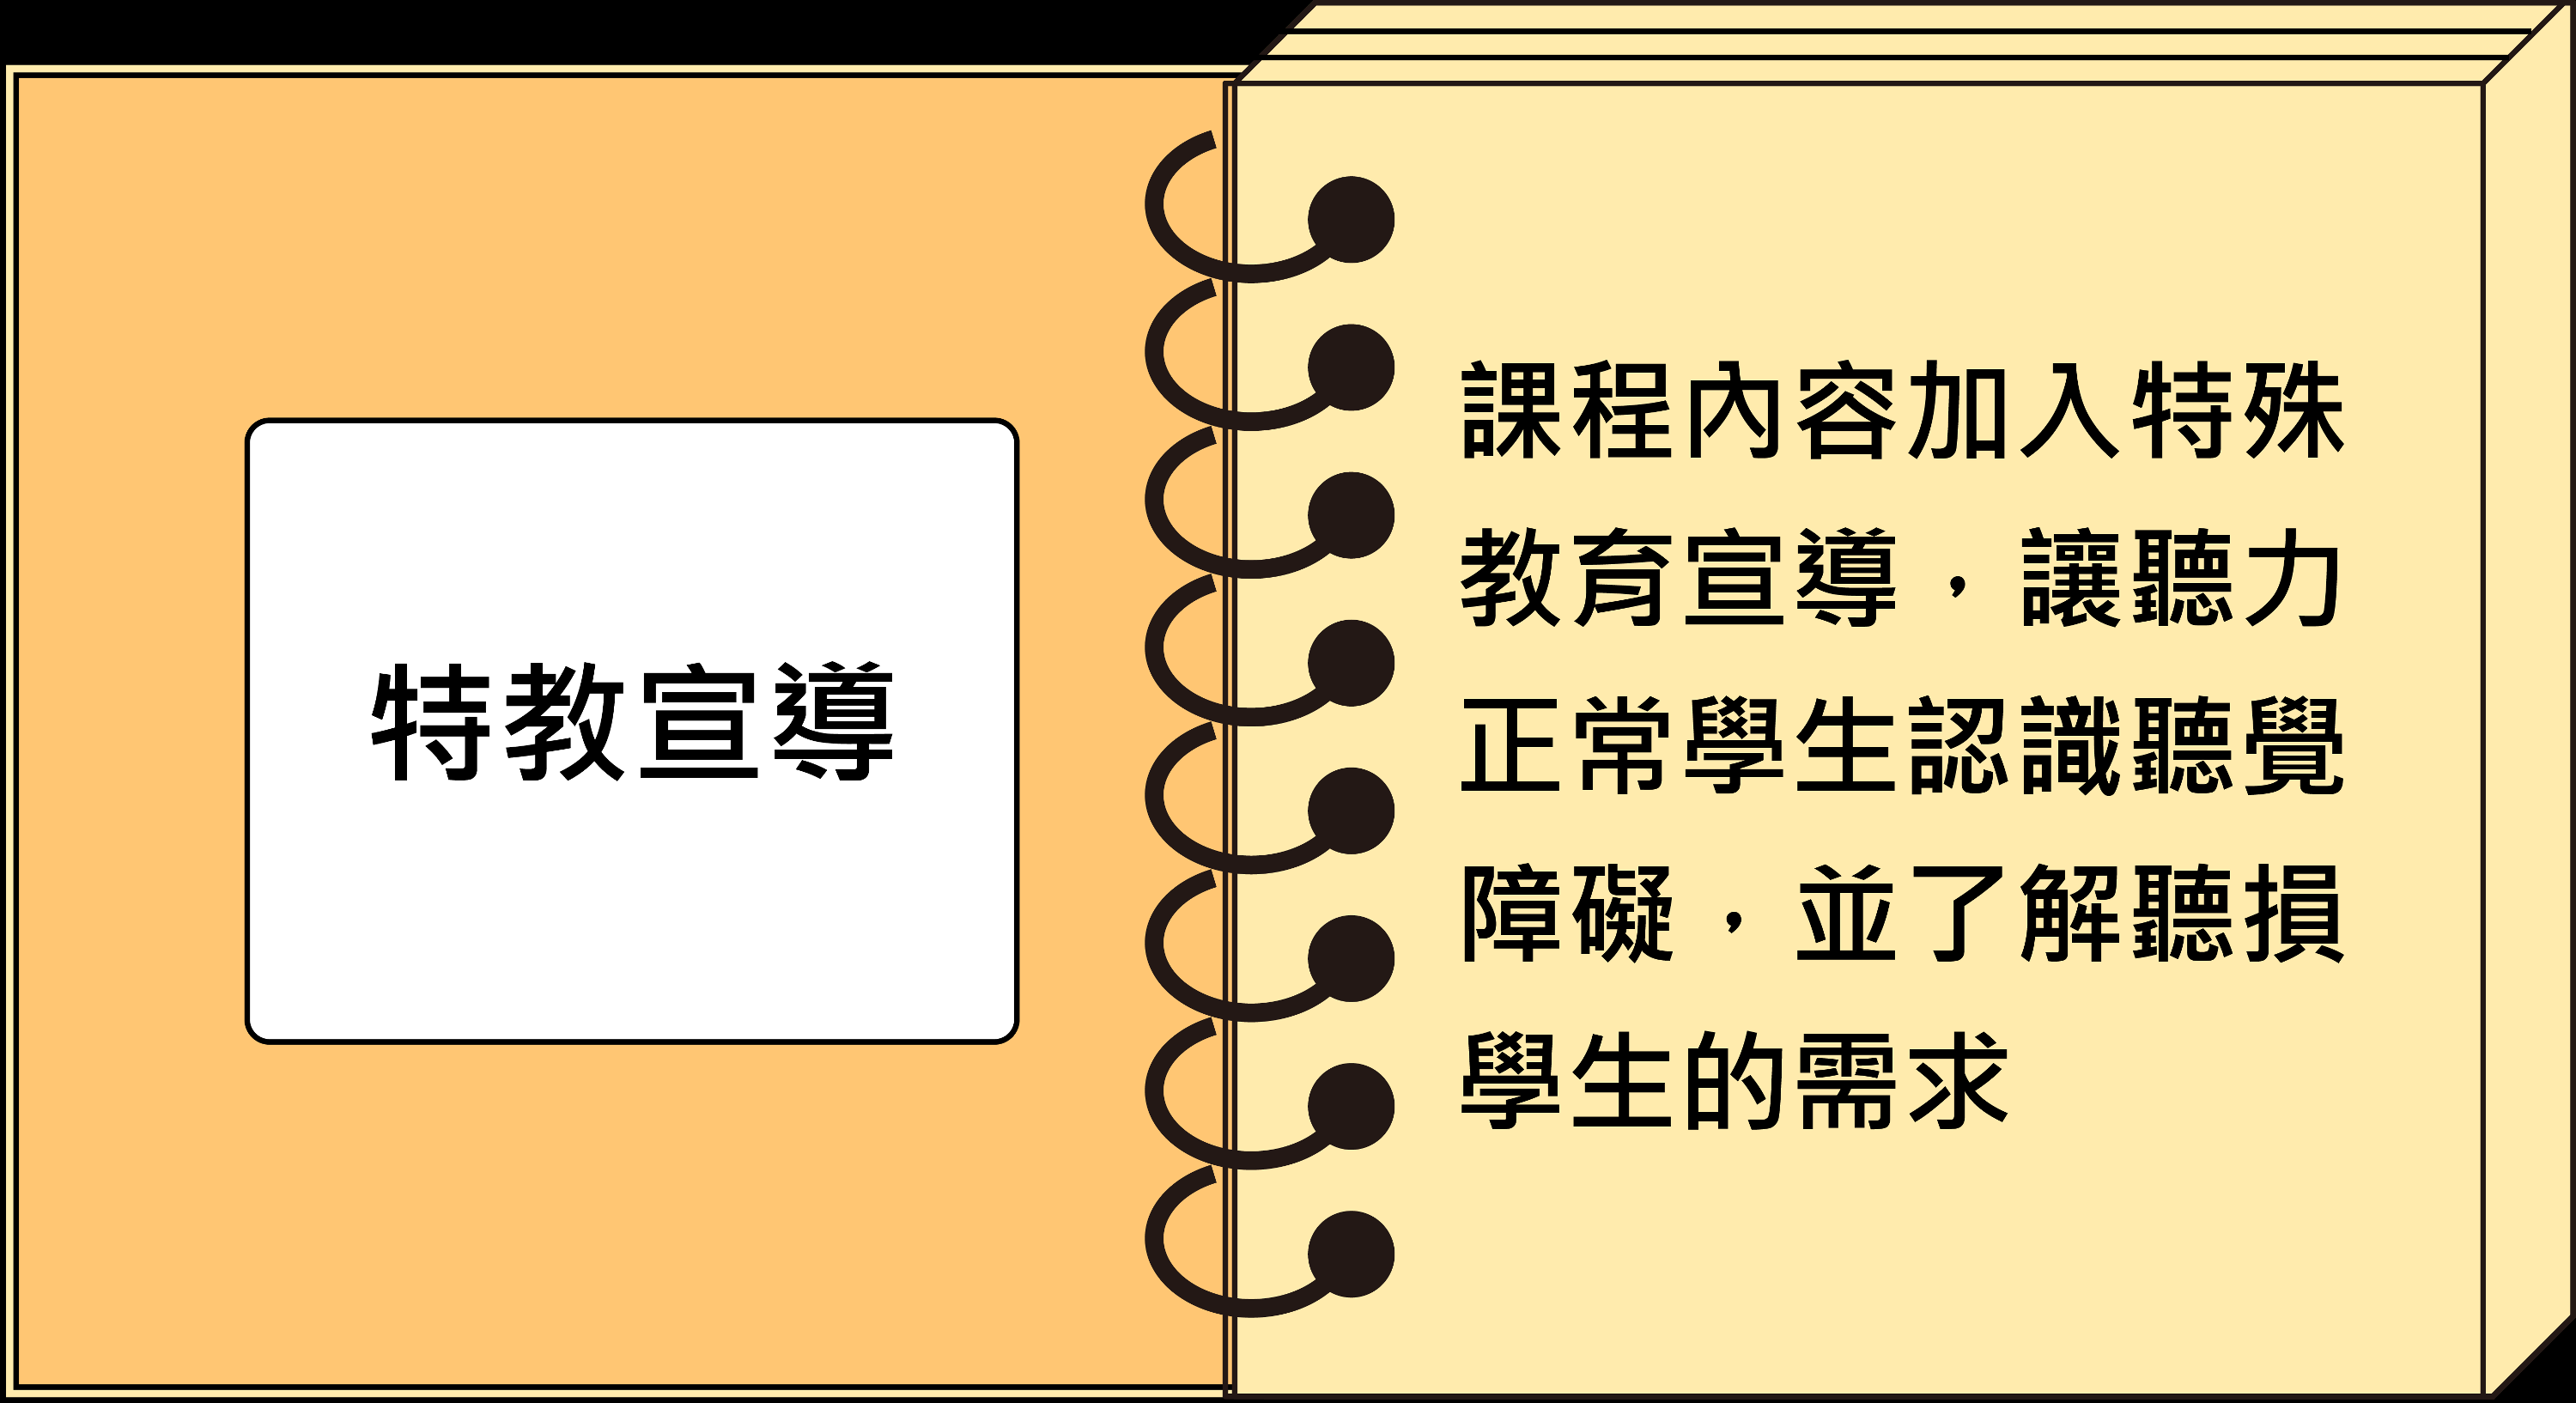 特教宣導
課程內容加入特殊
教育宣導，讓聽力
正常學生認識聽覺
障礙，並了解聽損
學生的需求